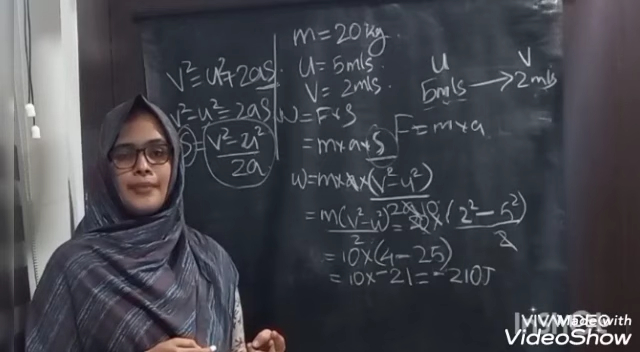 V² = U² + 2aS
V² = U² = 2aS
S = V² - U² / 2a
m = 20kg.
U = 5m/s
V = 2m/s.
W = F × S
= m × a × S
F = m × a
U V
5m/s → 2m/s
W = m × a × (V² - U²) / 2a
= m(V² - U²) / 2 = 20 × (2² - 5²) / 2
= 10 × (4 - 25)
= 10 × -21 = -210J
Made with
VideoShow